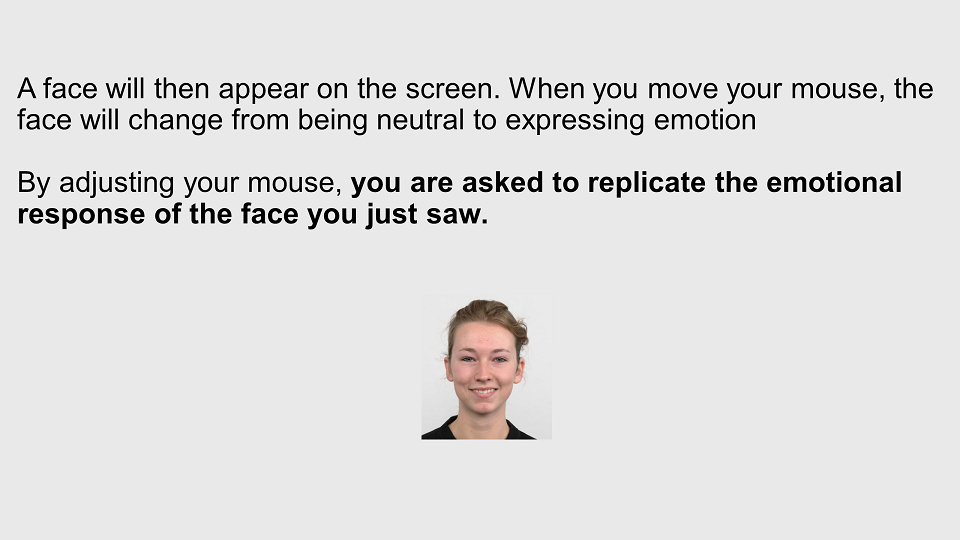 A face will then appear on the screen. When you move your mouse, the
face will change from being neutral to expressing emotion
By adjusting your mouse, you are asked to replicate the emotional
response of the face you just saw.